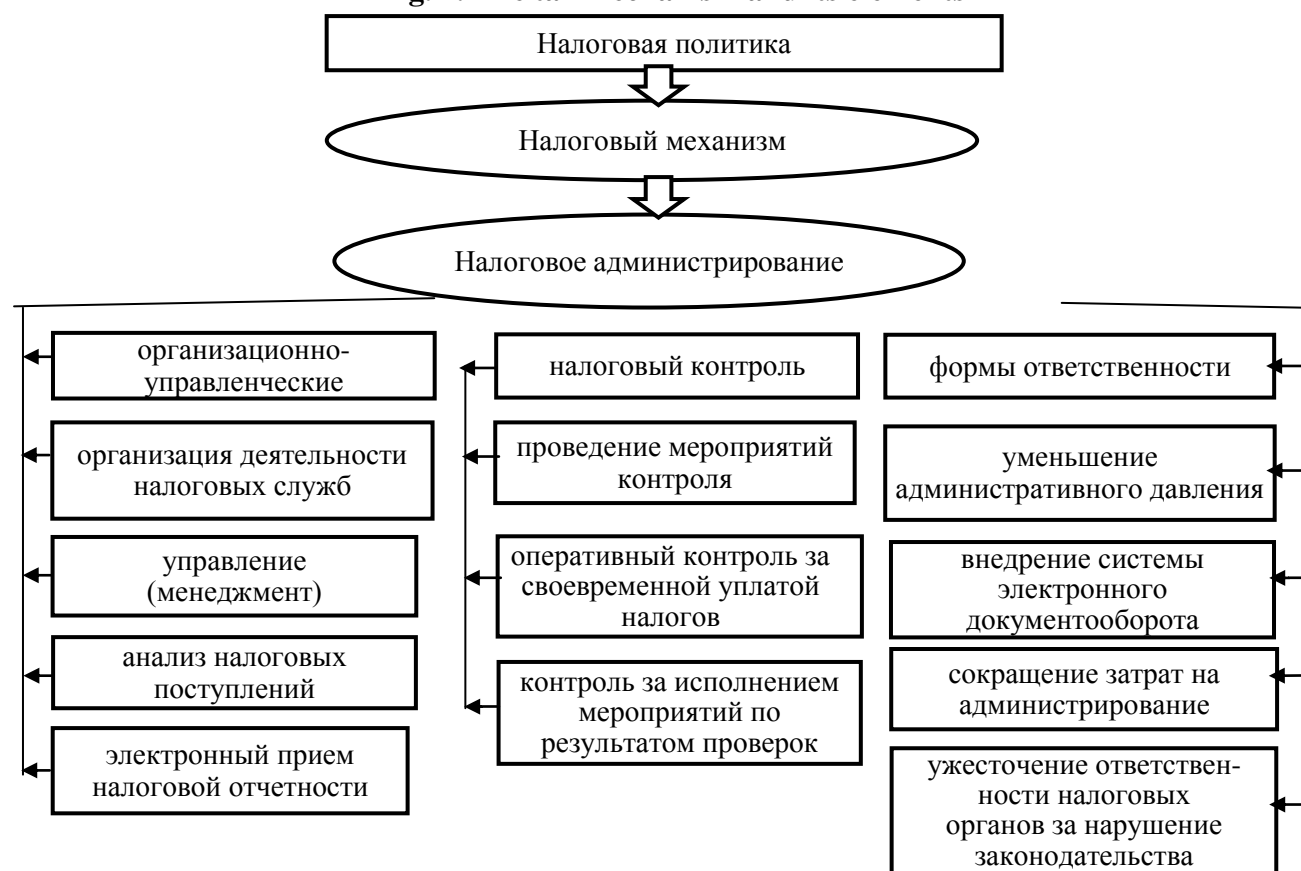 Налоговая политика
Налоговый механизм
Налоговое администрирование
организационно-
управленческие
организация деятельности
налоговых служб
управление
(менеджмент)
анализ налоговых
поступлений
электронный прием
налоговой отчетности
налоговый контроль
проведение мероприятий
контроля
оперативный контроль за
своевременной уплатой
налогов
контроль за исполнением
мероприятий по
результатом проверок
формы ответственности
уменьшение
административного давления
внедрение системы
электронного
документооборота
сокращение затрат на
администрирование
ужесточение ответствен-
ности налоговых
органов за нарушение
законодательства